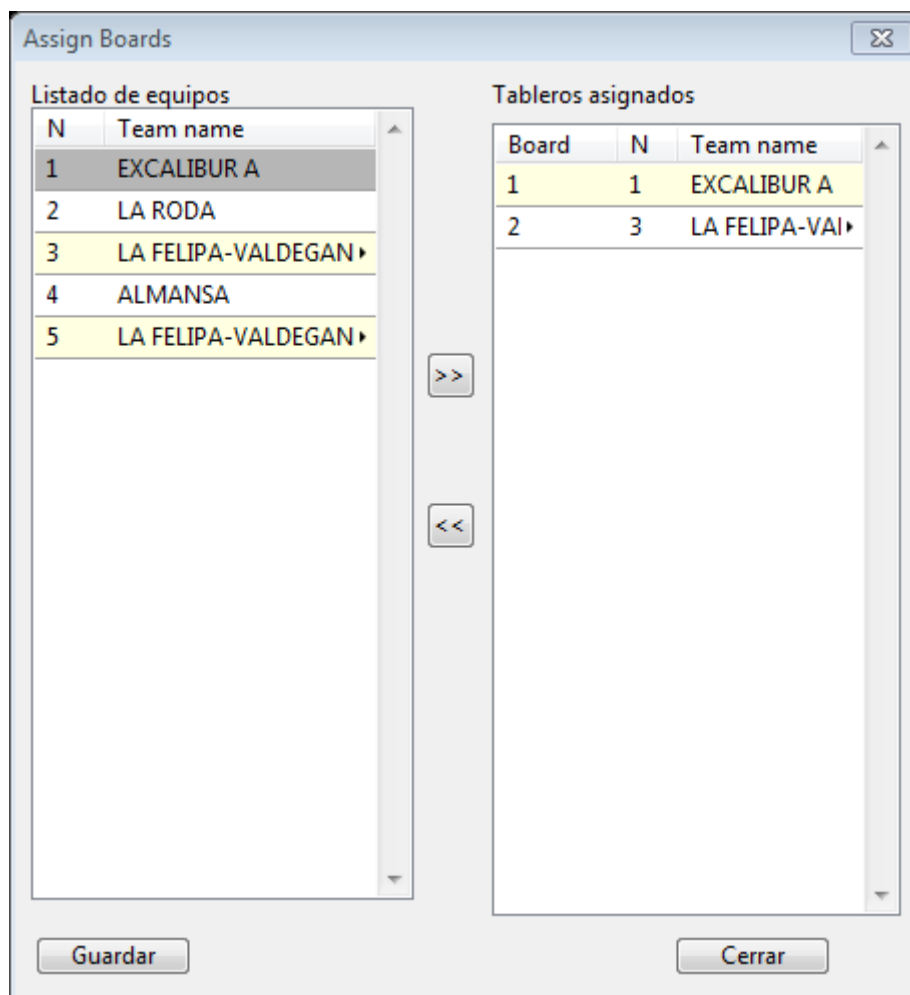 Assign Boards
Listado de equipos
N Team name
1 EXCALIBUR A
2 LA RODA
3 LA FELIPA-VALDEGAN
4 ALMANSA
5 LA FELIPA-VALDEGAN
>>
<<
Tableros asignados
Board N Team name
1 1 EXCALIBUR A
2 3 LA FELIPA-VAI
Guardar
Cerrar